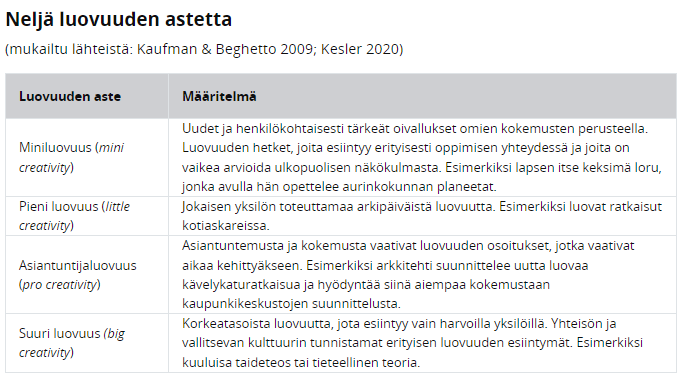 Neljä luovuuden astetta
(mukailtu lähteistä: Kaufman & Beghetto 2009; Kesler 2020)
Luovuuden aste
Määritelmä
Miniluovuus (mini
creativity)
Uudet ja henkilökohtaisesti tärkeät oivallukset omien kokemusten perusteella.
Luovuuden hetket, joita esiintyy erityisesti oppimisen yhteydessä ja joita on
vaikea arvioida ulkopuolisen näkökulmasta. Esimerkiksi lapsen itse keksimä loru,
jonka avulla hän opettelee aurinkokunnan planeetat.
Pieni luovuus (little
creativity)
Jokaisen yksilön toteuttamaa arkipäiväistä luovuutta. Esimerkiksi luovat ratkaisut
kotiaskareissa.
Asiantuntijaluovuus
(pro creativity)
Asiantuntemusta ja kokemusta vaativat luovuuden osoitukset, jotka vaativat
aikaa kehittyäkseen. Esimerkiksi arkkitehti suunnittelee uutta luovaa
kävelykaturatkaisua ja hyödyntää siinä aiempaa kokemustaan
kaupunkikeskustojen suunnittelusta.
Suuri luovuus (big
creativity)
Korkeatasoista luovuutta, jota esiintyy vain harvoilla yksilöillä. Yhteisön ja
vallitsevan kulttuurin tunnistamat erityisen luovuuden esiintymät. Esimerkiksi
kuuluisa taideteos tai tieteellinen teoria.